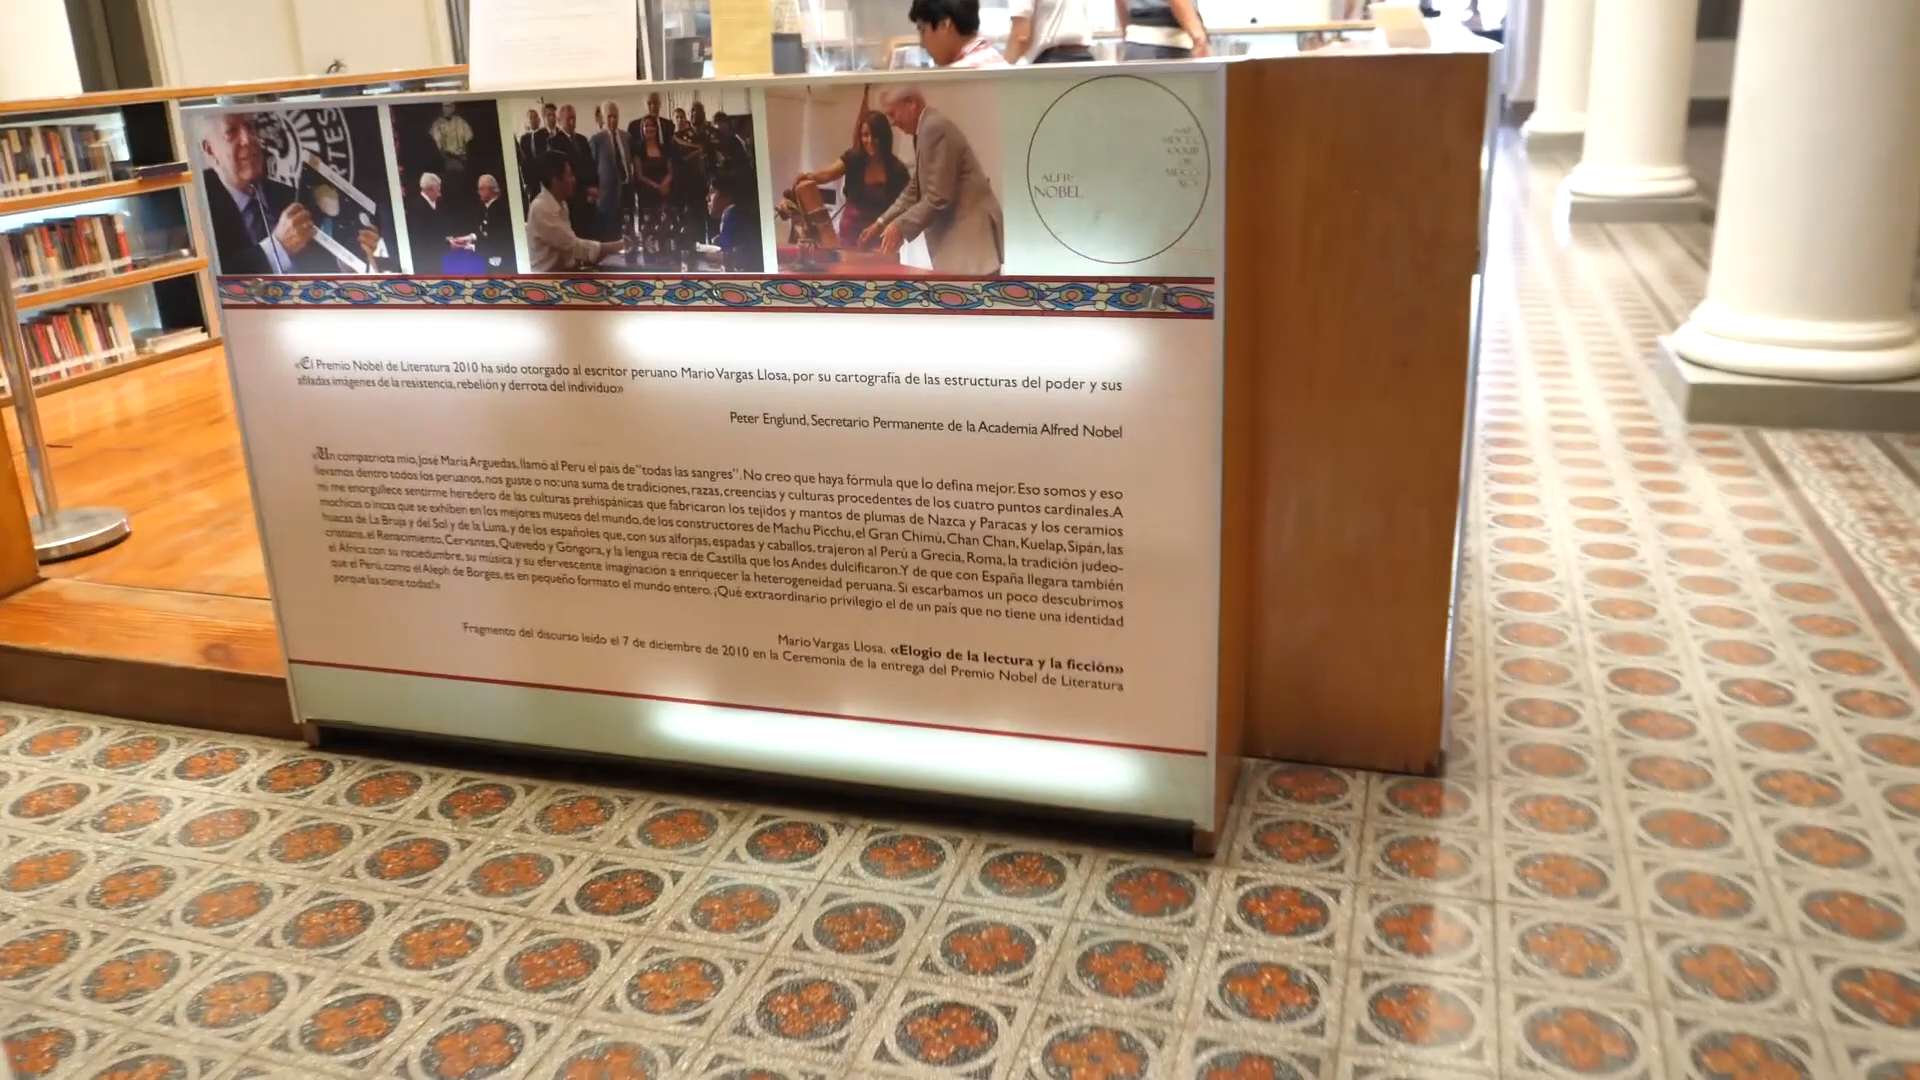 ARTES
ALFR.
NOBEL
NAT.
MDCCC
XXXIII
OB.
«El Premio Nobel de Literatura 2010 ha sido otorgado al escritor peruano Mario Vargas Llosa, por su cartografía de las estructuras del poder y sus
afiladas imágenes de la resistencia, rebelión y derrota del individuo»
Peter Englund, Secretario Permanente de la Academia Alfred Nobel
«Un compatriota mío, José María Arguedas, llamó al Perú el país de "todas las sangres". No creo que haya fórmula que lo defina mejor. Eso somos y eso
llevamos dentro todos los peruanos, nos guste o no: una suma de tradiciones, razas, creencias y culturas procedentes de los cuatro puntos cardinales. A
mí me enorgullece sentirme heredero de las culturas prehispánicas que fabricaron los tejidos y mantos de plumas de Nazca y Paracas y los ceramios
mochicas o incas que se exhiben en los mejores museos del mundo, de los constructores de Machu Picchu, el Gran Chimú, Chan Chan, Kuelap, Sipán, las
huacas de La Bruja y del Sol y de la Luna, y de los españoles que, con sus alforjas, espadas y caballos, trajeron al Perú a Grecia, Roma, la tradición judeo-
cristiana, el Renacimiento, Cervantes, Quevedo y Góngora, y la lengua recia de Castilla que los Andes dulcificaron. Y de que con España llegara también
el África con su reciedumbre, su música y su efervescente imaginación a enriquecer la heterogeneidad peruana. Si escarbamos un poco descubrimos
que el Perú, como el Aleph de Borges, es en pequeño formato el mundo entero. ¡Qué extraordinario privilegio el de un país que no tiene una identidad
porque las tiene todas!»
Mario Vargas Llosa. «Elogio de la lectura y la ficción»
Fragmento del discurso leído el 7 de diciembre de 2010 en la Ceremonia de la entrega del Premio Nobel de Literatura